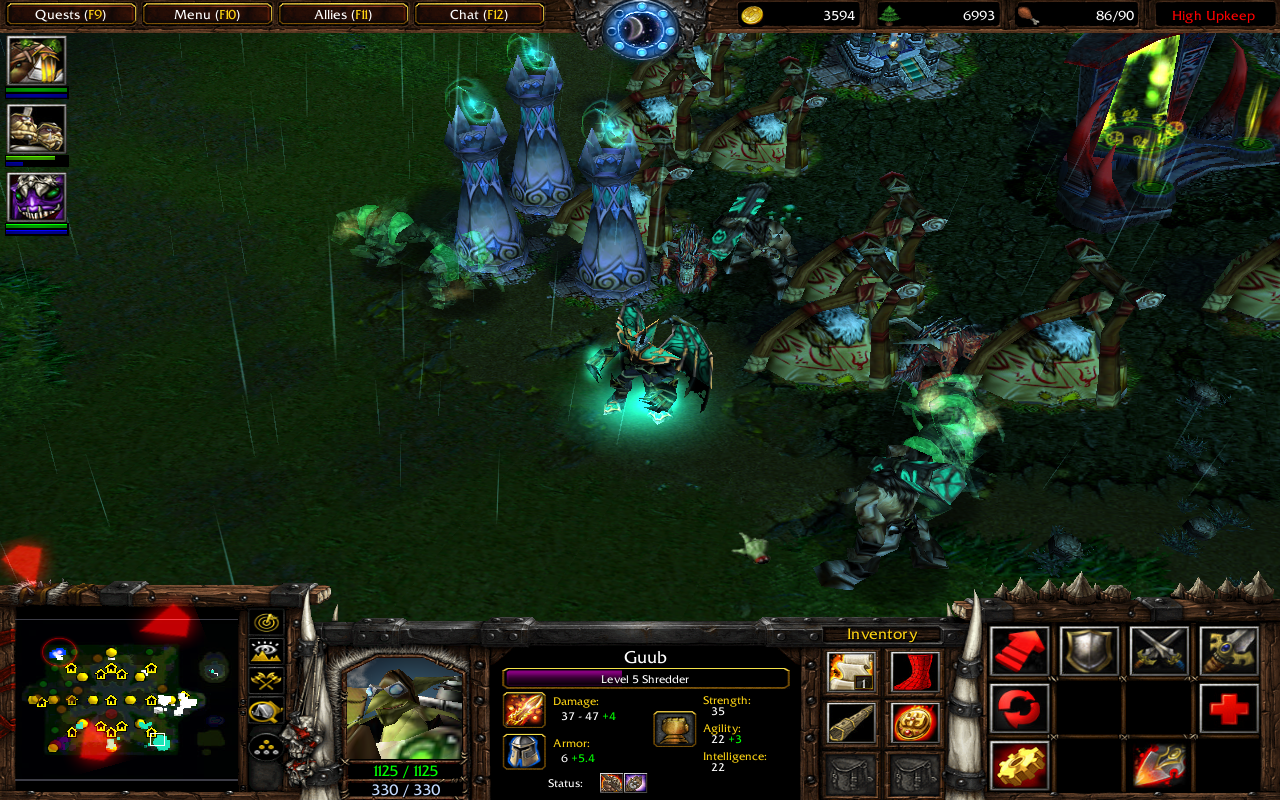 Quests (F9) Menu (F10) Allies (F11) Chat (F12) 3594 6993 86/90 High Upkeep
Guub
Inventory
Level 5 Shredder
1
Damage:
37 - 47 +4
Armor:
6 +5.4
Strength:
35
Agility:
22 +3
Intelligence:
22
Status:
1125 / 1125
330 / 330